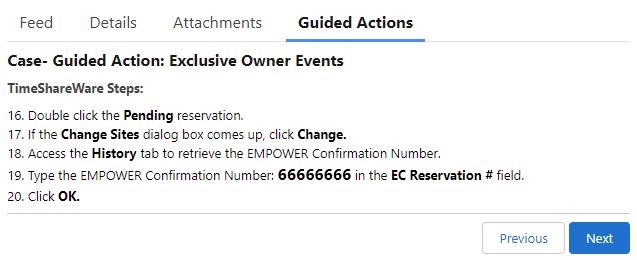 Feed Details Attachments Guided Actions
Case- Guided Action: Exclusive Owner Events
TimeShareWare Steps:
16. Double click the Pending reservation.
17. If the Change Sites dialog box comes up, click Change.
18. Access the History tab to retrieve the EMPOWER Confirmation Number.
19. Type the EMPOWER Confirmation Number: 66666666 in the EC Reservation # field.
20. Click OK.
Previous Next